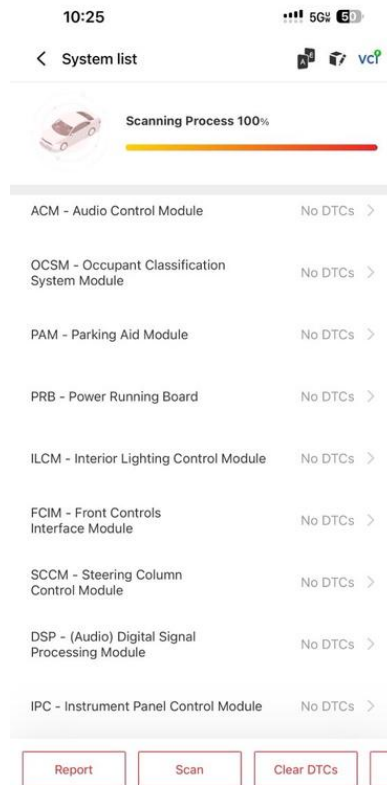 10:25
5G 50
System list
VCI
Scanning Process 100%
ACM - Audio Control Module No DTCs
OCSM - Occupant Classification
System Module No DTCs
PAM - Parking Aid Module No DTCs
PRB - Power Running Board No DTCs
ILCM - Interior Lighting Control Module No DTCs
FCIM - Front Controls
Interface Module No DTCs
SCCM - Steering Column
Control Module No DTCs
DSP - (Audio) Digital Signal
Processing Module No DTCs
IPC - Instrument Panel Control Module No DTCs
Report Scan Clear DTCs